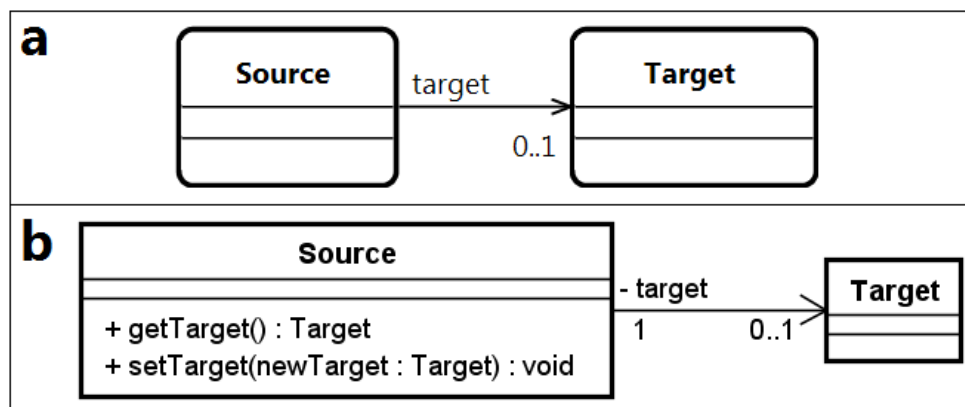 a
Source
Target
target
0..1
b
Source
- target
Target
1
0..1
+ getTarget() : Target
+ setTarget(newTarget : Target) : void